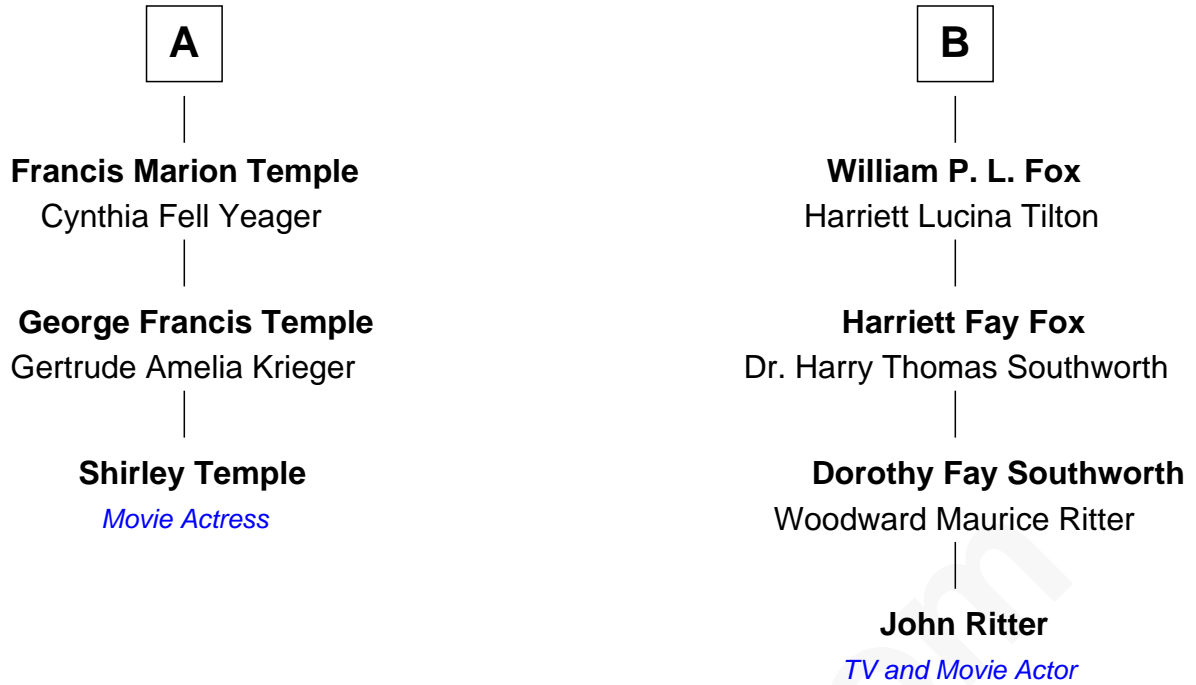 A
Francis Marion Temple
Cynthia Fell Yeager
George Francis Temple
Gertrude Amelia Krieger
Shirley Temple
Movie Actress
B
William P. L. Fox
Harriett Lucina Tilton
Harriett Fay Fox
Dr. Harry Thomas Southworth
Dorothy Fay Southworth
Woodward Maurice Ritter
John Ritter
TV and Movie Actor